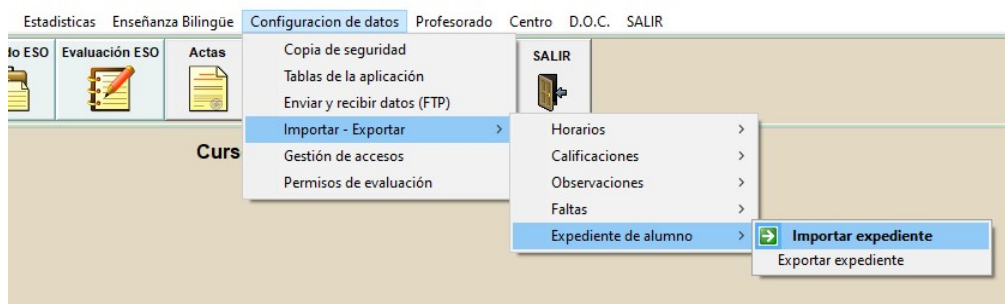 Estadisticas Enseñanza Bilingüe Configuracion de datos Profesorado Centro D.O.C. SALIR
do ESO Evaluación ESO Actas SALIR
Copia de seguridad
Tablas de la aplicación
Enviar y recibir datos (FTP)
Importar - Exportar
Gestión de accesos
Permisos de evaluación
Curs
Horarios
Calificaciones
Observaciones
Faltas
Expediente de alumno
Importar expediente
Exportar expediente